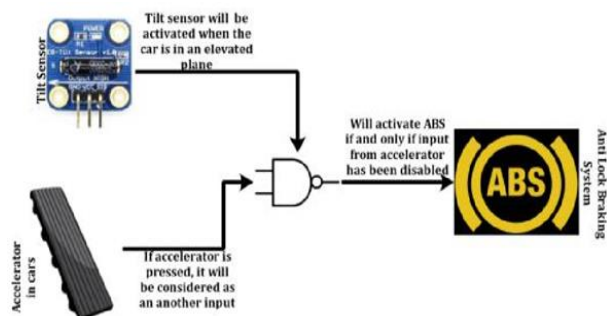 Tilt sensor will be
activated when the
car is in an elevated
plane
POWER
Tilt Sensor
Will activate ABS
if and only if input
from accelerator
has been disabled
ABS
Anti Lock Braking
System
If accelerator is
pressed, it will be
considered as
an another input
Accelerator
in cars